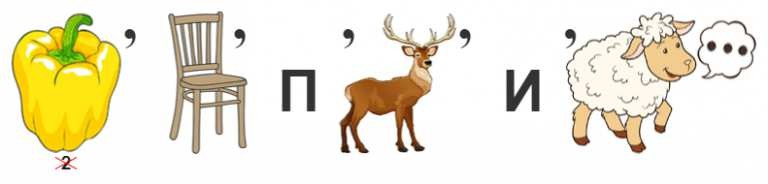 , , П , , И , ...
2